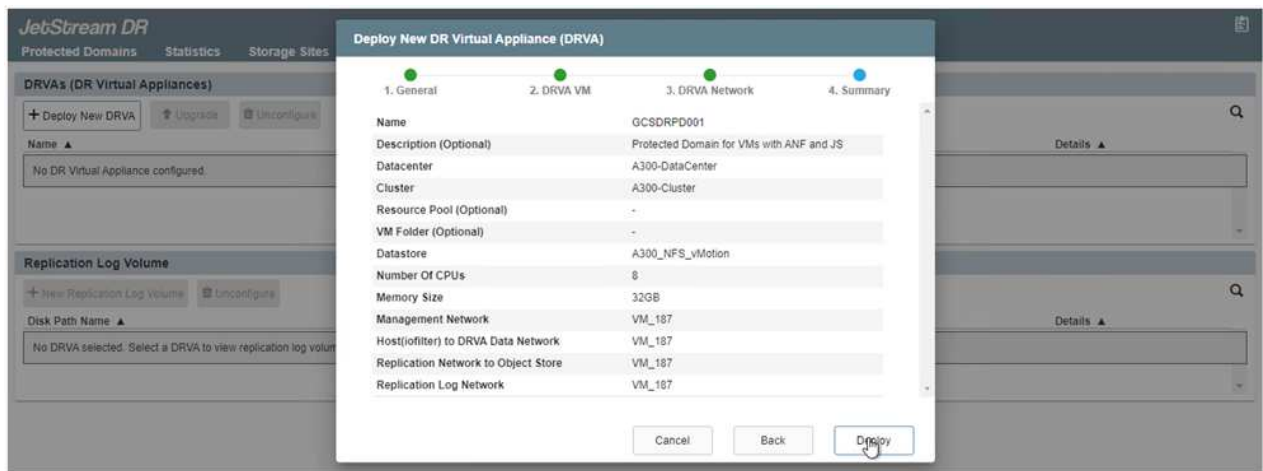 JetStream DR
Protected Domains Statistics Storage Sites
DRVAs (DR Virtual Appliances)
+ Deploy New DRVA Upgrade Unconfigure
Name ▲ Details ▲
No DR Virtual Appliance configured.
Replication Log Volume
+ New Replication Log Volume Unconfigure
Disk Path Name ▲ Details ▲
No DRVA selected. Select a DRVA to view replication log
Deploy New DR Virtual Appliance (DRVA)
1. General 2. DRVA VM 3. DRVA Network 4. Summary
Name GCSDRPD001
Description (Optional) Protected Domain for VMs with ANF and JS
Datacenter A300-DataCenter
Cluster A300-Cluster
Resource Pool (Optional) -
VM Folder (Optional) -
Datastore A300_NFS_vMotion
Number Of CPUs 8
Memory Size 32GB
Management Network VM_187
Host(iofilter) to DRVA Data Network VM_187
Replication Network to Object Store VM_187
Replication Log Network VM_187
Cancel Back Deploy